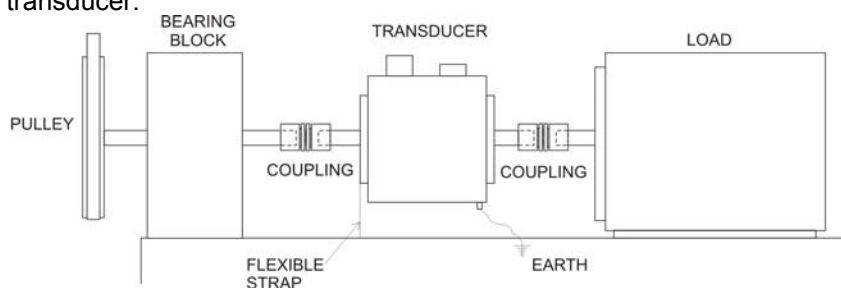 transducer.
BEARING
BLOCK
TRANSDUCER
LOAD
PULLEY
COUPLING
COUPLING
FLEXIBLE
STRAP
EARTH